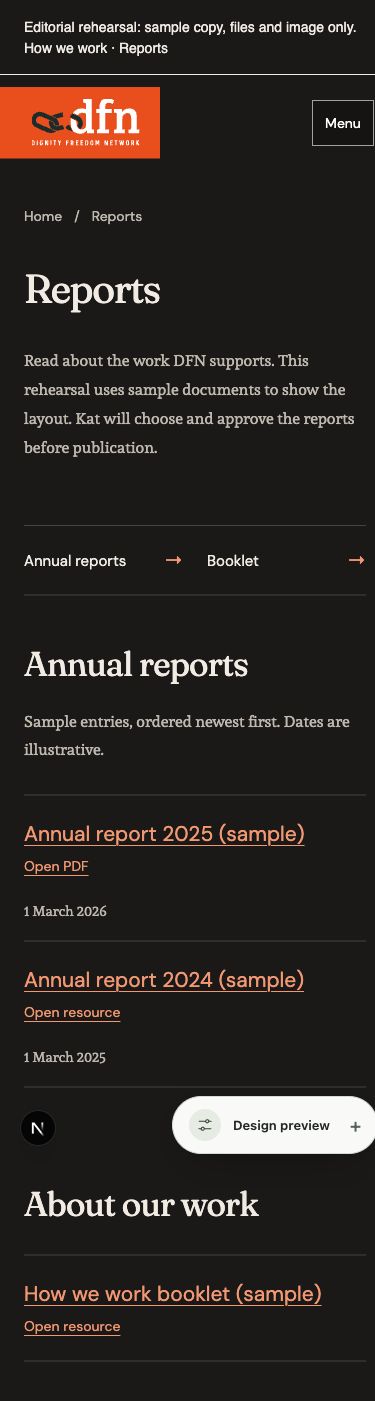 Editorial rehearsal: sample copy, files and image only.
How we work · Reports
dfn
DIGNITY FREEDOM NETWORK
Menu
Home / Reports
Reports
Read about the work DFN supports. This
rehearsal uses sample documents to show the
layout. Kat will choose and approve the reports
before publication.
Annual reports → Booklet →
Annual reports
Sample entries, ordered newest first. Dates are
illustrative.
Annual report 2025 (sample)
Open PDF
1 March 2026
Annual report 2024 (sample)
Open resource
1 March 2025
N
Design preview +
About our work
How we work booklet (sample)
Open resource